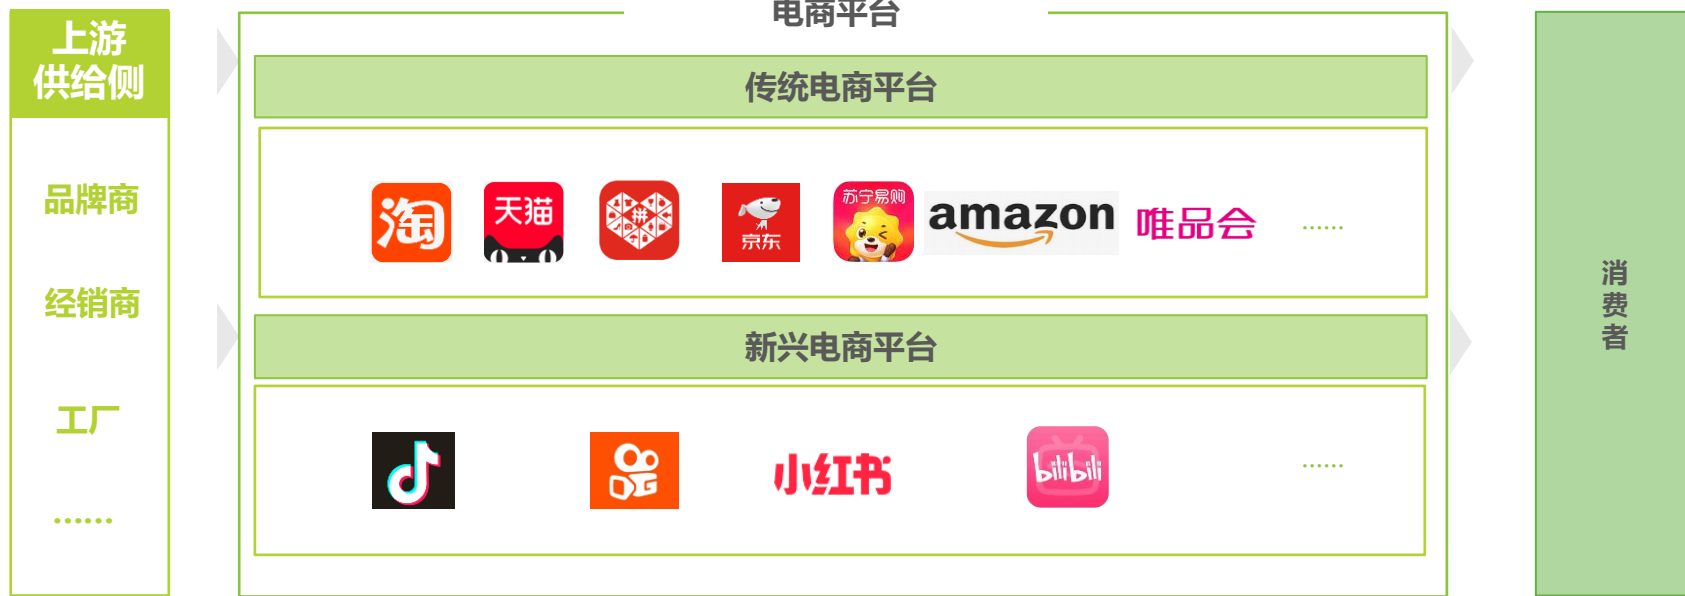 电商平台
上游
供给侧
传统电商平台
品牌商
淘
天猫
拼
京东
苏宁易购
amazon
唯品会
……
经销商
消费者
新兴电商平台
工厂
小红书
bilibili
……
……